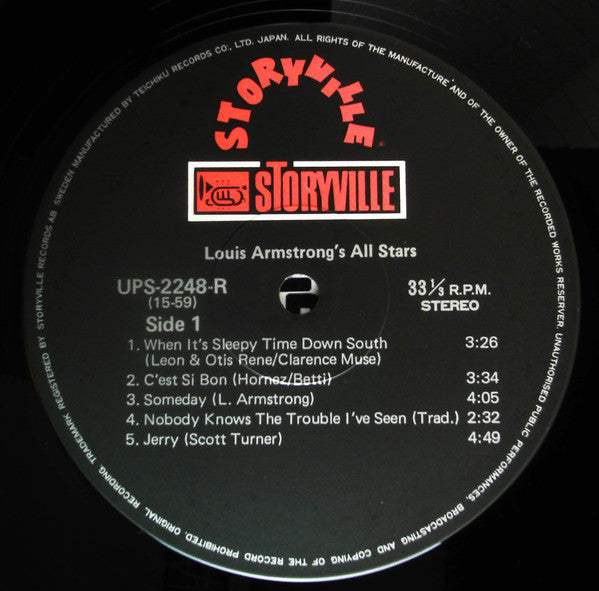 TRADEMARK REGISTERED BY STORYVILLE RECORDS AB, SWEDEN MANUFACTURED BY TEICHIKU RECORDS CO., LTD. JAPAN. ALL RIGHTS OF THE MANUFACTURE AND OF THE OWNER OF THE RECORDED WORKS RESERVED. UNAUTHORISED PUBLIC PERFORMANCES, BROADCASTING AND COPYING OF THE RECORD PROHIBITED. ORIGINAL RECORDING.
STORYVILLE
STORYVILLE
Louis Armstrong's All Stars
UPS-2248-R 33 1/3 R.P.M.
(15-59) STEREO
Side 1
1. When It's Sleepy Time Down South 3:26
(Leon & Otis Rene/Clarence Muse)
2. C'est Si Bon (Hornez/Betti) 3:34
3. Someday (L. Armstrong) 4:05
4. Nobody Knows The Trouble I've Seen (Trad.) 2:32
5. Jerry (Scott Turner) 4:49